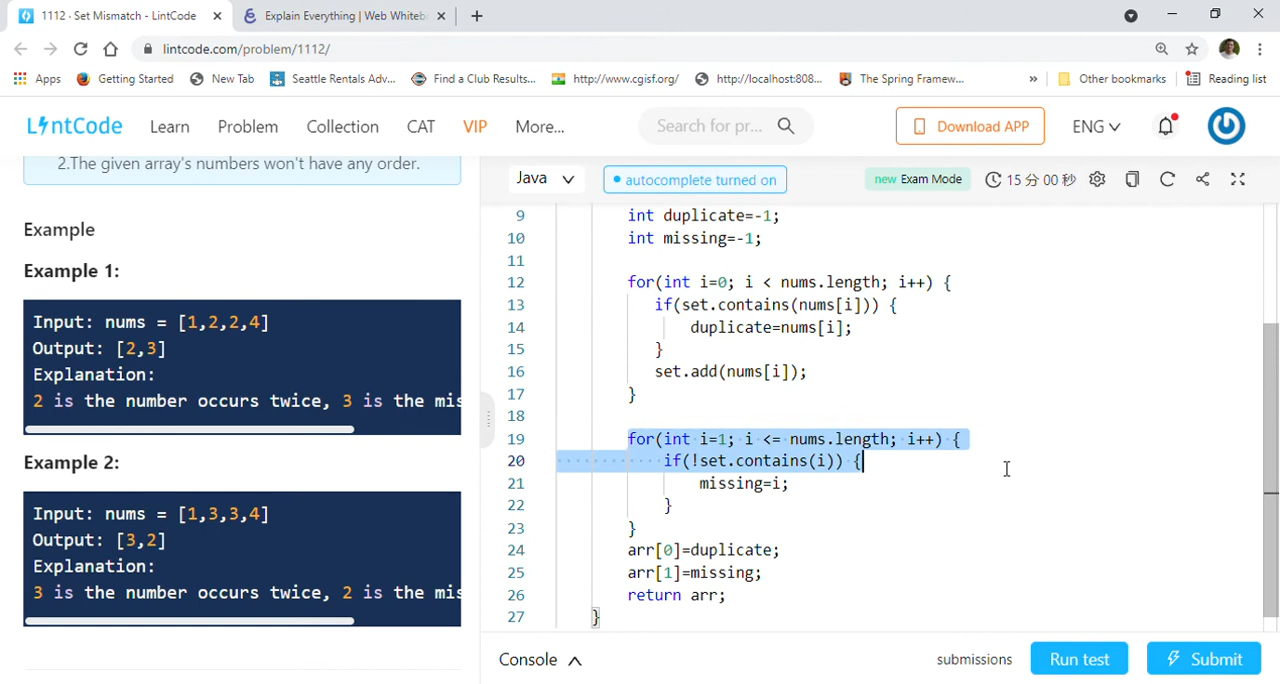 1112 · Set Mismatch - LintCode
Explain Everything | Web Whiteb
lintcode.com/problem/1112/
Apps
Getting Started
New Tab
Seattle Rentals Adv...
Find a Club Results...
http://www.cgisf.org/
http://localhost:808...
The Spring Framew...
»
Other bookmarks
Reading list
LintCode
Learn
Problem
Collection
CAT
VIP
More...
Search for pr...
Download APP
ENG
2.The given array's numbers won't have any order.
Example
Example 1:
Input: nums = [1,2,2,4]
Output: [2,3]
Explanation:
2 is the number occurs twice, 3 is the mis
Example 2:
Input: nums = [1,3,3,4]
Output: [3,2]
Explanation:
3 is the number occurs twice, 2 is the mis
Java
autocomplete turned on
new Exam Mode
15 分 00 秒
9 int duplicate=-1;
10 int missing=-1;
11
12 for(int i=0; i < nums.length; i++) {
13 if(set.contains(nums[i])) {
14 duplicate=nums[i];
15 }
16 set.add(nums[i]);
17 }
18
19 for(int i=1; i <= nums.length; i++) {
20 if(!set.contains(i)) {
21 missing=i;
22 }
23 }
24 arr[0]=duplicate;
25 arr[1]=missing;
26 return arr;
27 }
Console
submissions
Run test
Submit